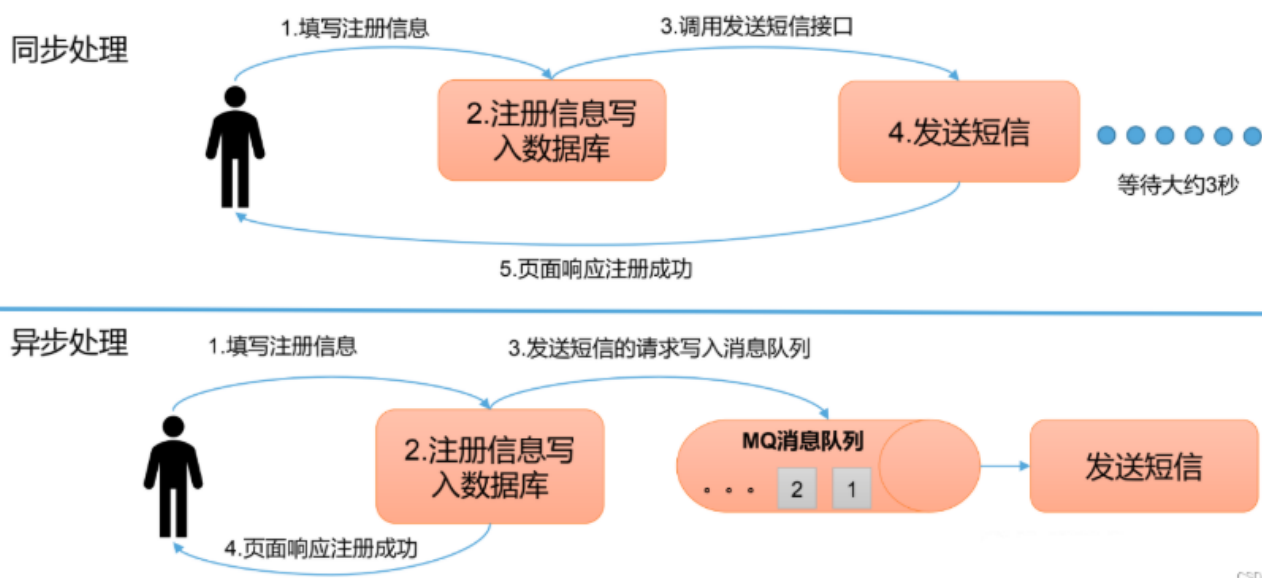 同步处理
1.填写注册信息
3.调用发送短信接口
2.注册信息写
入数据库
4.发送短信
等待大约3秒
5.页面响应注册成功
异步处理
1.填写注册信息
3.发送短信的请求写入消息队列
2.注册信息写
入数据库
MQ消息队列
。。。 2 1
发送短信
4.页面响应注册成功